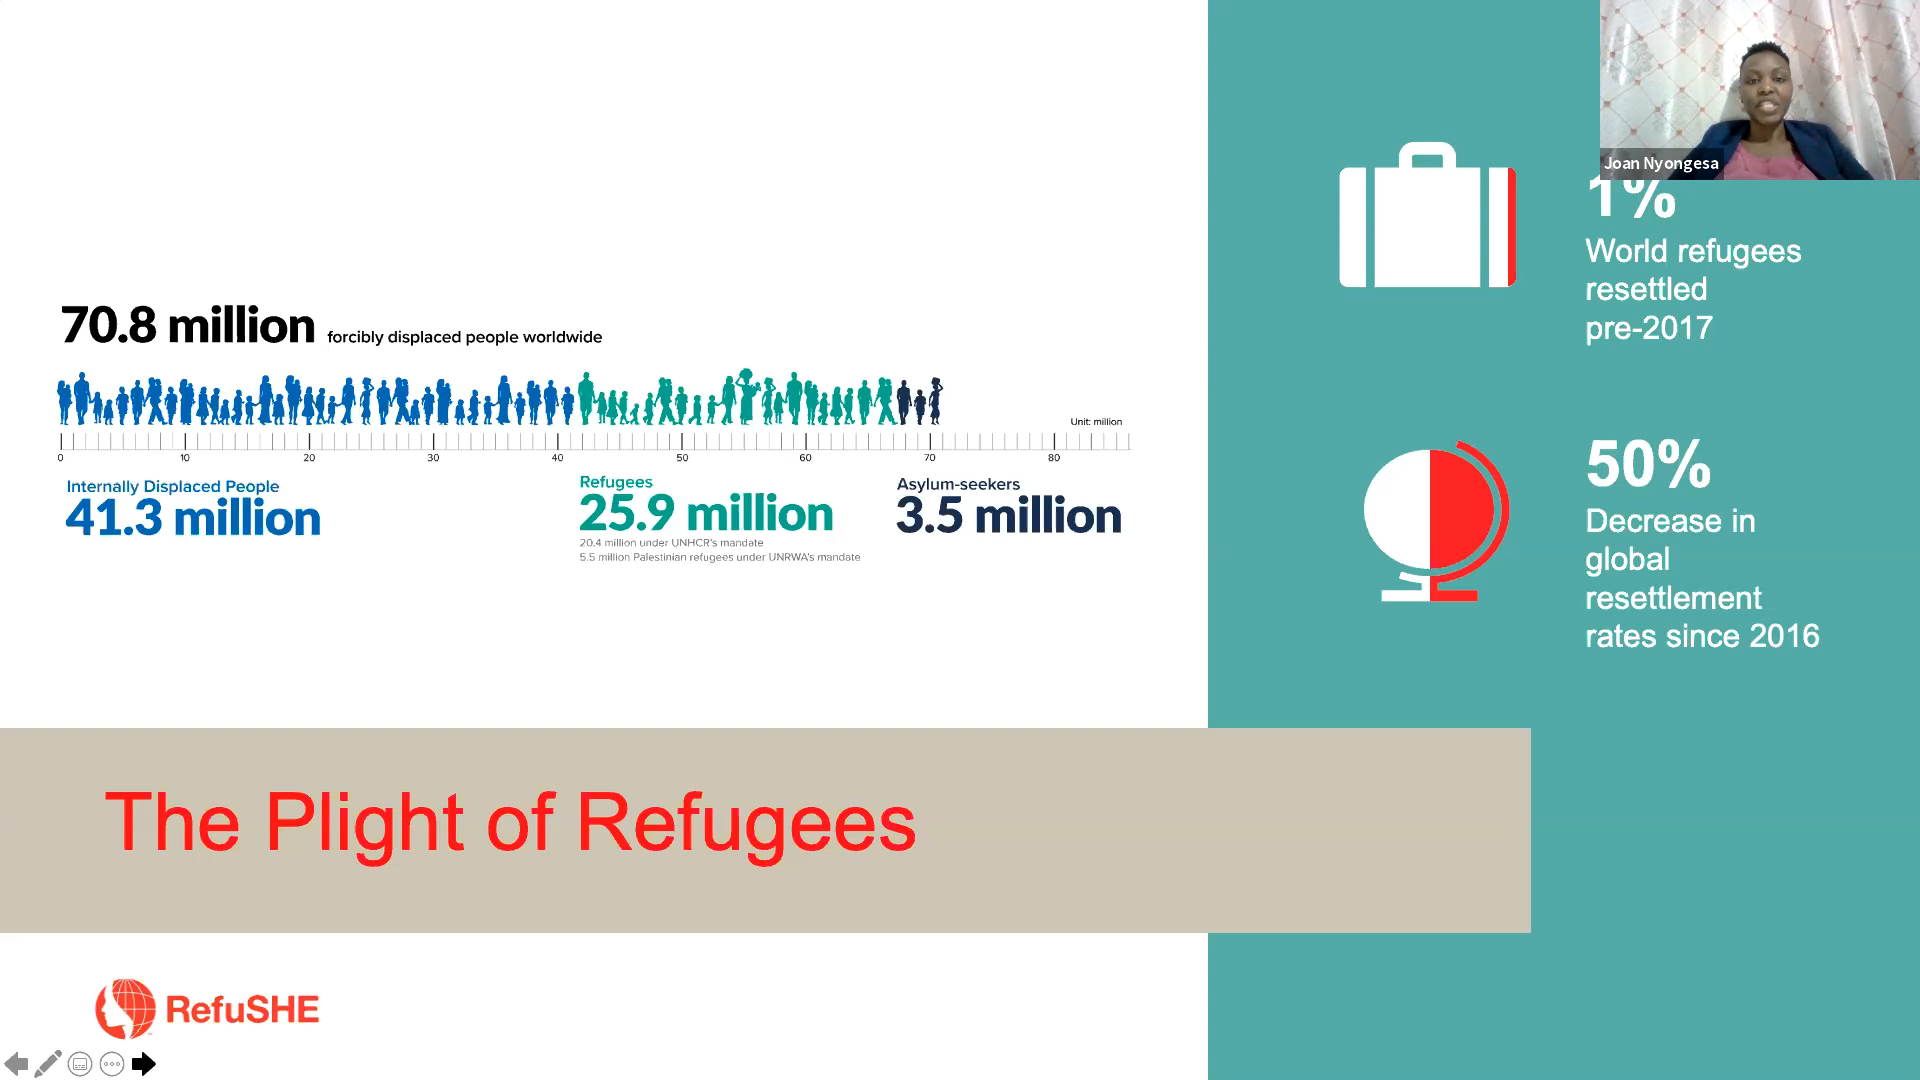 Joan Nyongesa
1%
World refugees
resettled
pre-2017
70.8 million forcibly displaced people worldwide
Unit: million
0 10 20 30 40 50 60 70 80
Internally Displaced People
41.3 million
Refugees
25.9 million
20.4 million under UNHCR's mandate
5.5 million Palestinian refugees under UNRWA's mandate
Asylum-seekers
3.5 million
50%
Decrease in
global
resettlement
rates since 2016
The Plight of Refugees
RefuSHE